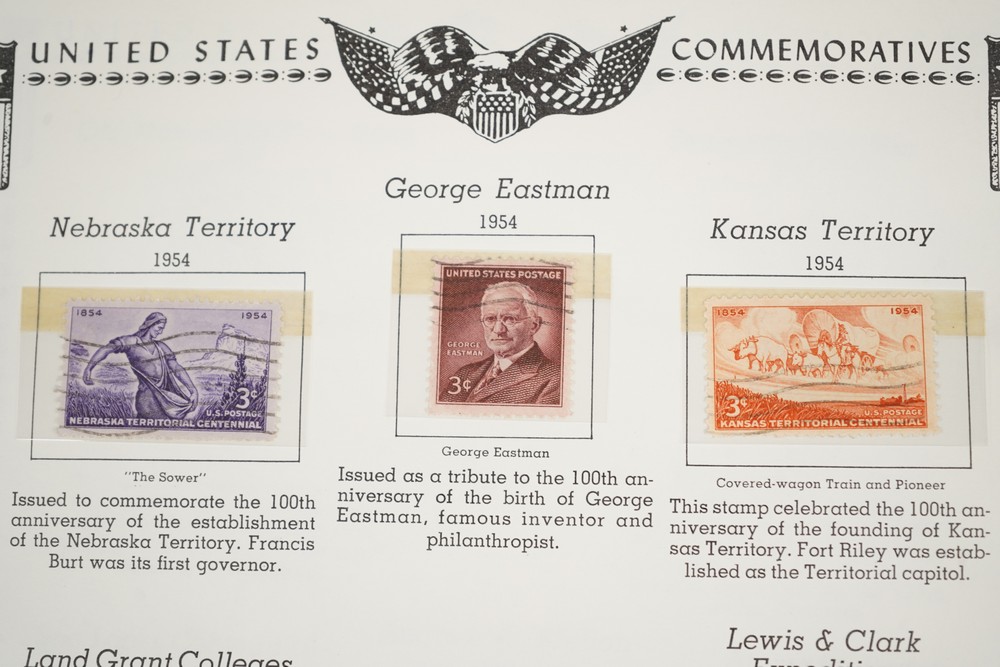 UNITED STATES COMMEMORATIVES
George Eastman
1954
UNITED STATES POSTAGE
GEORGE
EASTMAN
3¢
George Eastman
Issued as a tribute to the 100th an-
niversary of the birth of George
Eastman, famous inventor and
philanthropist.
Nebraska Territory
1954
1854 1954
3¢
U.S. POSTAGE
NEBRASKA TERRITORIAL CENTENNIAL
"The Sower"
Issued to commemorate the 100th
anniversary of the establishment
of the Nebraska Territory. Francis
Burt was its first governor.
Kansas Territory
1954
1854 1954
3¢
U.S. POSTAGE
KANSAS TERRITORIAL CENTENNIAL
Covered-wagon Train and Pioneer
This stamp celebrated the 100th an-
niversary of the founding of Kan-
sas Territory. Fort Riley was estab-
lished as the Territorial capitol.
Land Grant Colleges
Lewis & Clark